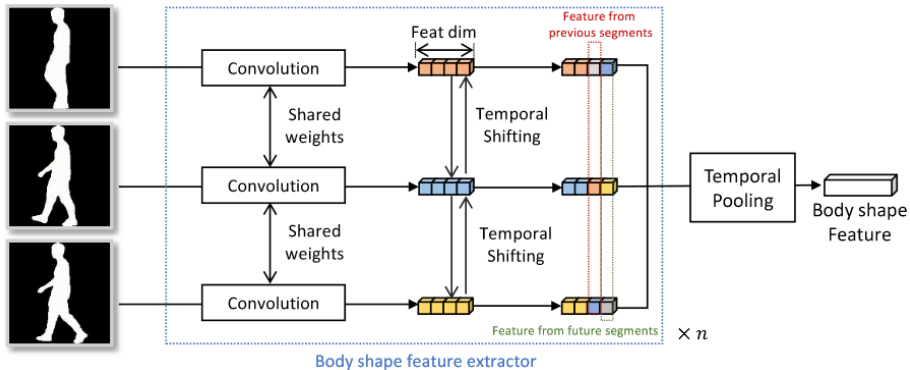 Feature from
previous segments
Feat dim
Convolution
Shared
weights
Temporal
Shifting
Convolution
Temporal
Pooling
Body shape
Feature
Shared
weights
Temporal
Shifting
Convolution
Feature from future segments
× n
Body shape feature extractor